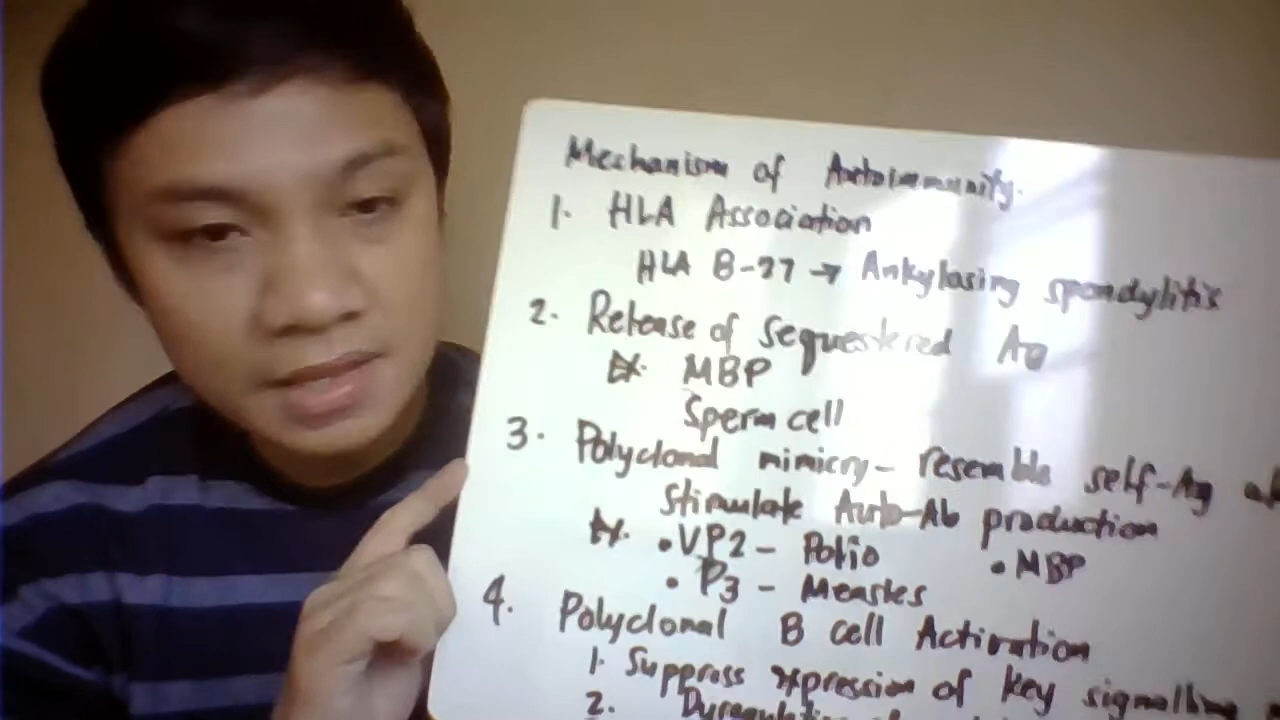 Mechanism of Autoimmunity.
1. HLA Association
HLA B-27 → Ankylosing spondylitis
2. Release of sequestered Ag
Ex. MBP
Sperm cell
3. Polyclonal mimicry - resemble self-Ag
Stimulate Auto-Ab production
Ex. • VP2 - Polio • MBP
• P3 - Measles
4. Polyclonal B cell Activation
1. Suppress expression of key signalling
2.